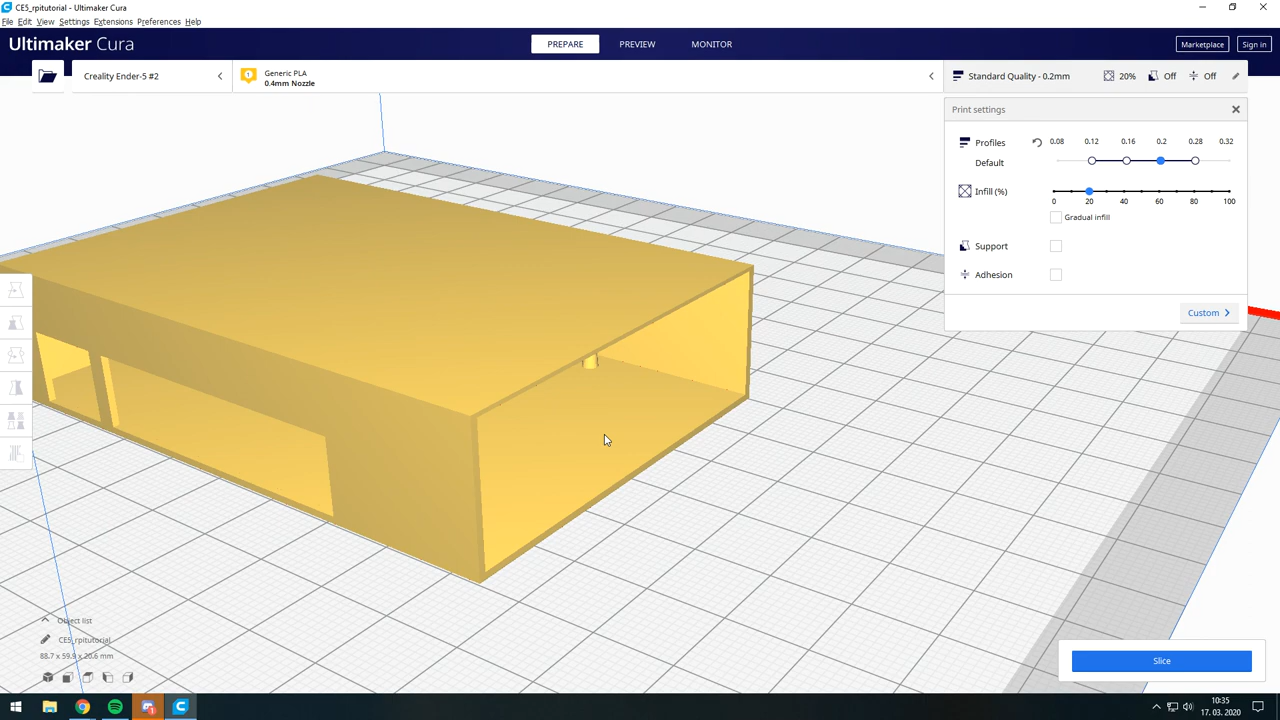 CE5_rpitutorial - Ultimaker Cura
File Edit View Settings Extensions Preferences Help
Ultimaker Cura
PREPARE PREVIEW MONITOR
Marketplace Sign in
Creality Ender-5 #2
1
Generic PLA
0.4mm Nozzle
Standard Quality - 0.2mm 20% Off Off
Print settings
Profiles 0.08 0.12 0.16 0.2 0.28 0.32
Default
Infill (%)
0 20 40 60 80 100
Gradual infill
Support
Adhesion
Custom
Object list
CE5_rpitutorial
88.7 x 59.9 x 20.6 mm
Slice
10:35
17. 03. 2020